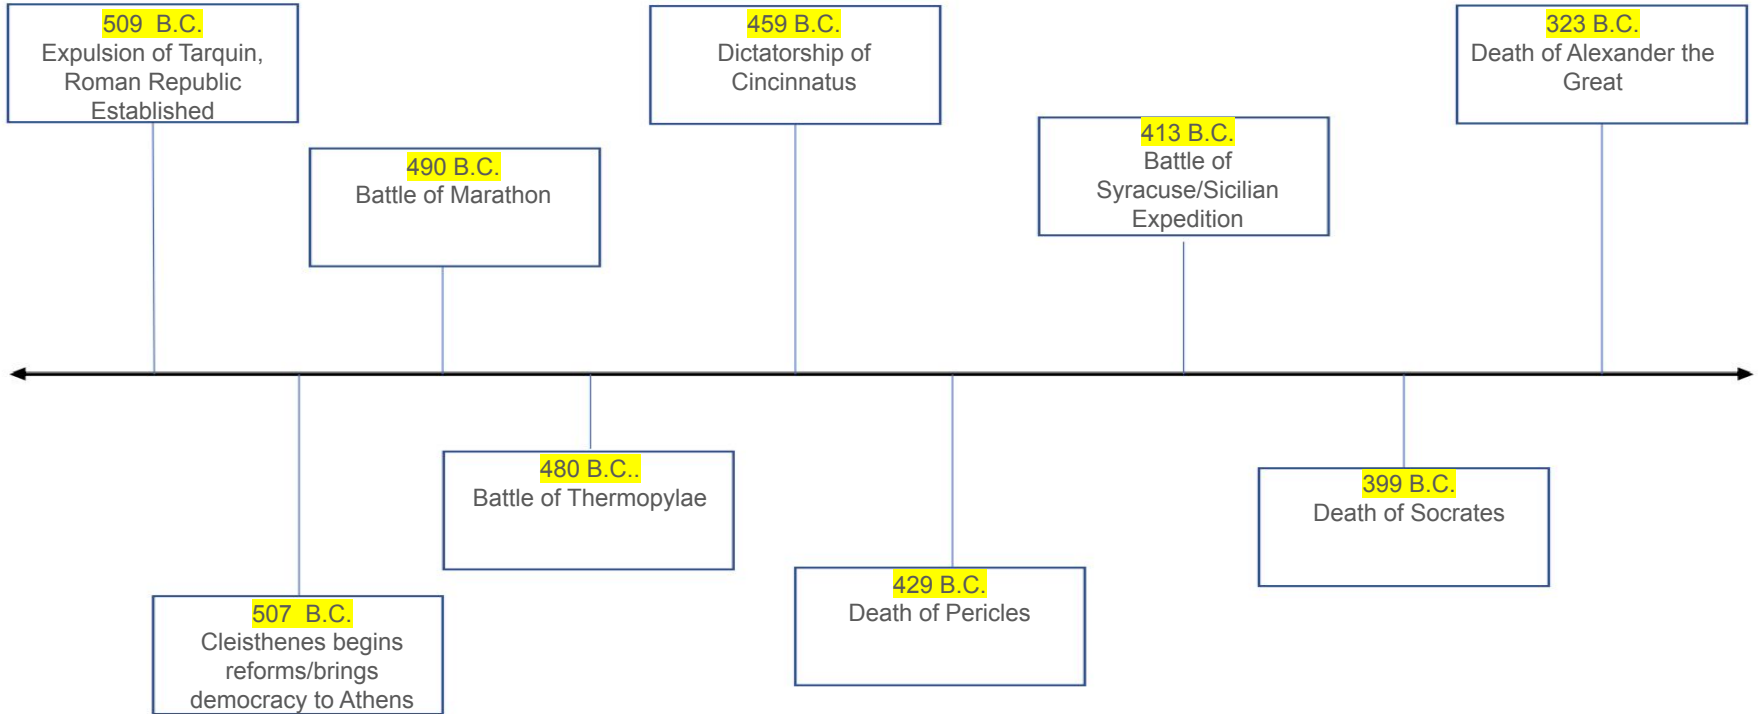 509  B.C.
Expulsion of Tarquin,
Roman Republic
Established
507  B.C.
Cleisthenes begins
reforms/brings
democracy to Athens
490 B.C.
Battle of Marathon
480 B.C..
Battle of Thermopylae
459 B.C.
Dictatorship of
Cincinnatus
429 B.C.
Death of Pericles
413 B.C.
Battle of
Syracuse/Sicilian
Expedition
399 B.C.
Death of Socrates
323 B.C.
Death of Alexander the
Great